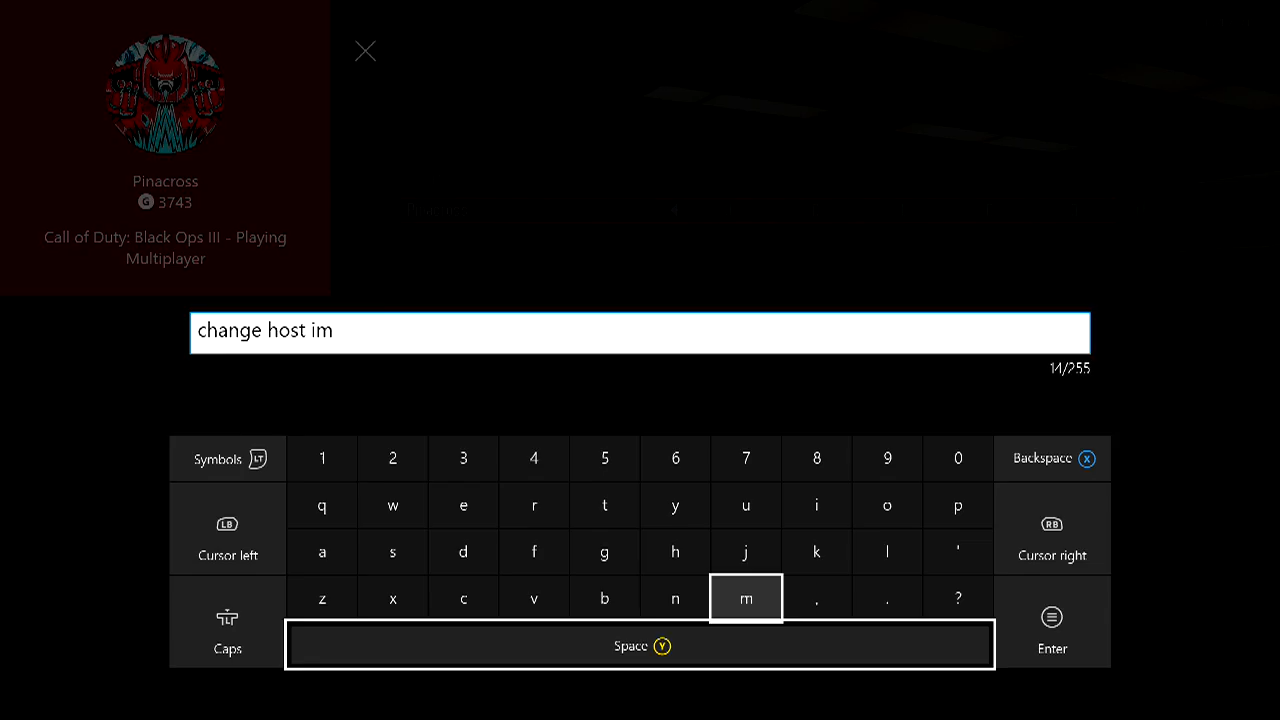 Pinacross
G 3743
Call of Duty: Black Ops III - Playing
Multiplayer
change host im
14/255
Symbols LT 1 2 3 4 5 6 7 8 9 0 Backspace X
q w e r t y u i o p
LB RB
Cursor left a s d f g h j k l ' Cursor right
z x c v b n m , . ?
Caps Space Y Enter